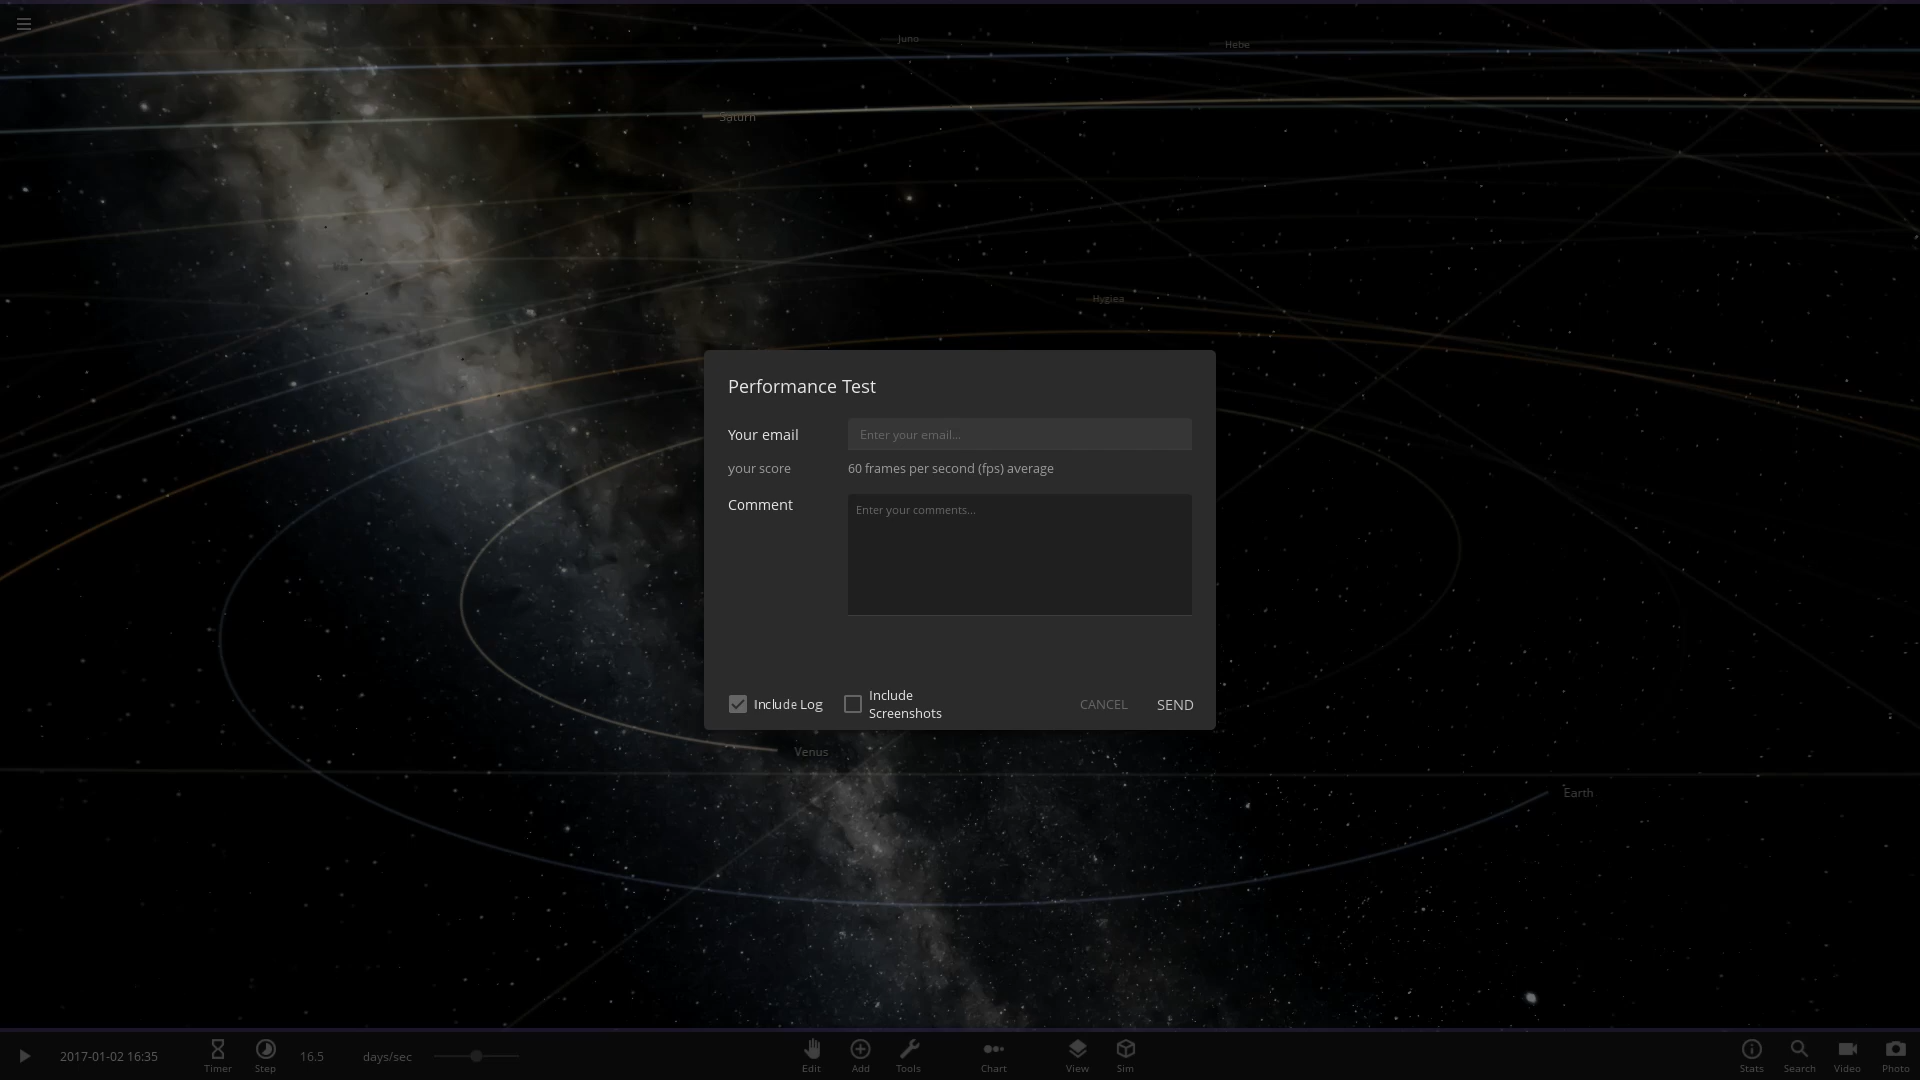 Juno
Hebe
Saturn
Iris
Hygiea
Performance Test
Your email
Enter your email...
your score
60 frames per second (fps) average
Comment
Enter your comments...
Include Log
Include
Screenshots
CANCEL
SEND
Venus
Earth
2017-01-02 16:35
Timer
Step
16.5
days/sec
Edit
Add
Tools
Chart
View
Sim
Stats
Search
Video
Photo